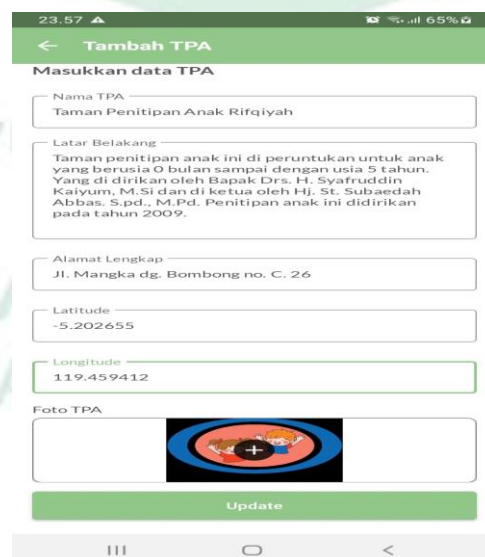 23.57
65%
Tambah TPA
Masukkan data TPA
Nama TPA
Taman Penitipan Anak Rifqiyah
Latar Belakang
Taman penitipan anak ini di peruntukan untuk anak
yang berusia 0 bulan sampai dengan usia 5 tahun.
Yang di dirikan oleh Bapak Drs. H. Syafruddin
Kaiyum, M.Si dan di ketua oleh Hj. St. Subaedah
Abbas. S.pd., M.Pd. Penitipan anak ini didirikan
pada tahun 2009.
Alamat Lengkap
Jl. Mangka dg. Bombong no. C. 26
Latitude
-5.202655
Longitude
119.459412
Foto TPA
Update